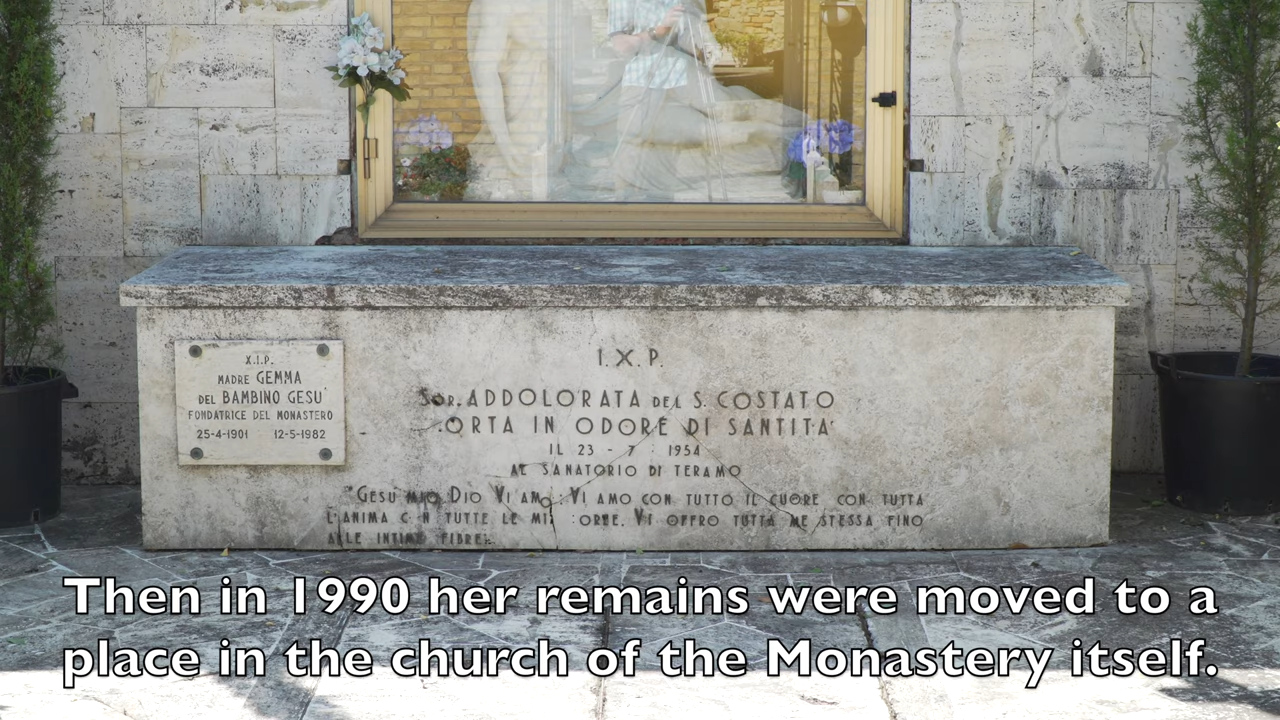 X.I.P.
MADRE GEMMA
DEL BAMBINO GESU'
FONDATRICE DEL MONASTERO
25-4-1901 12-5-1982
I.X.P.
SOR. ADDOLORATA DEL S. COSTATO
ORTA IN ODORE DI SANTITA'
IL 23 - 7 1954
AL SANATORIO DI TERAMO
"GESU MIO DIO VI AMO: VI AMO CON TUTTO IL CUORE CON TUTTA
L'ANIMA C N TUTTE LE MI ORZE. VI OFFRO TUTTA ME STESSA FINO
ALLE INTIME FIBRE.
Then in 1990 her remains were moved to a
place in the church of the Monastery itself.